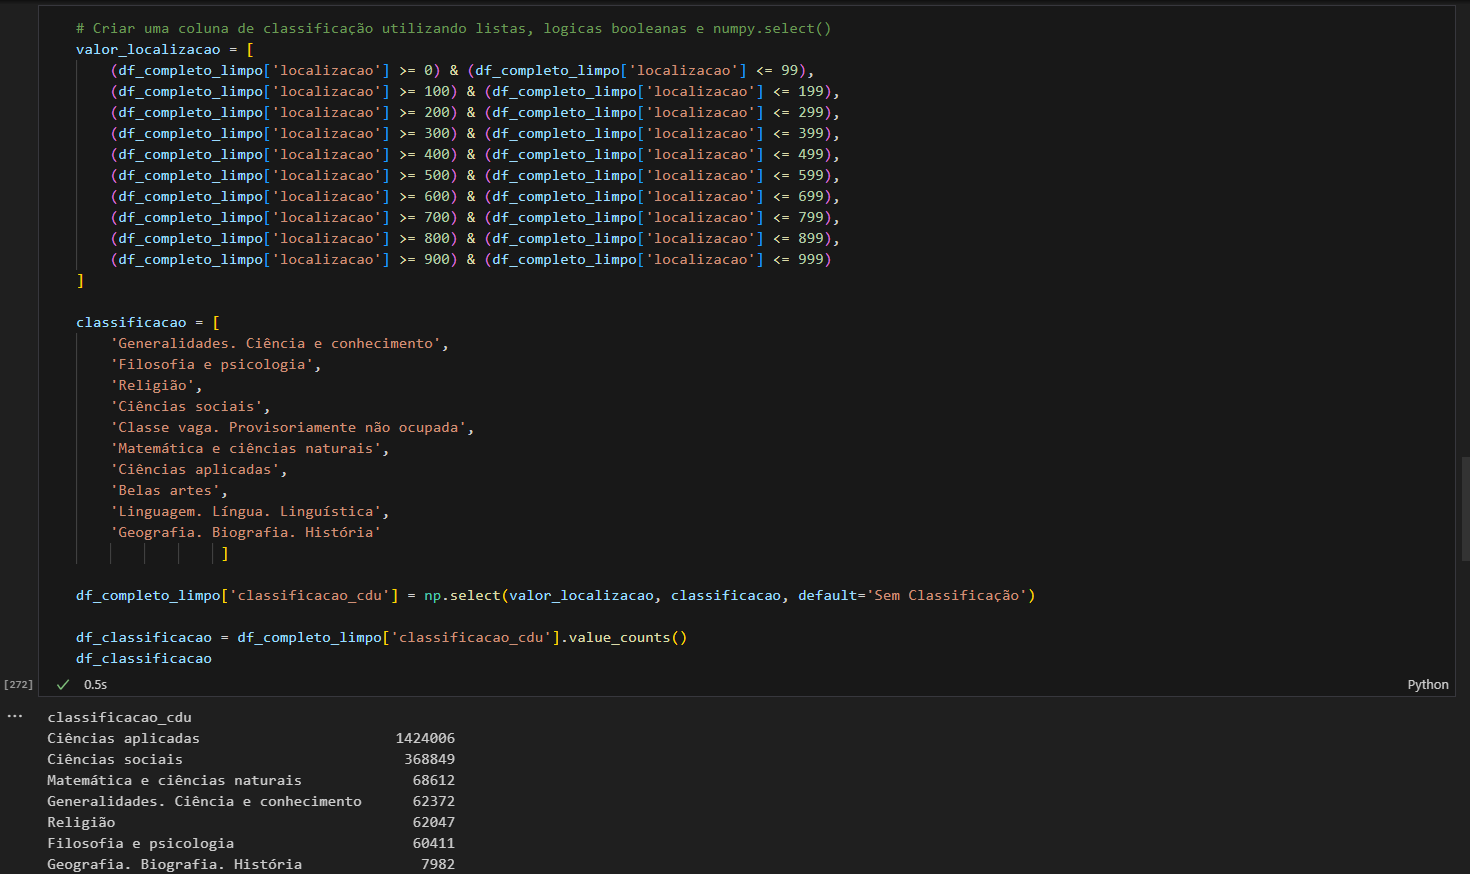 # Criar uma coluna de classificação utilizando listas, logicas booleanas e numpy.select()
valor_localizacao = [
(df_completo_limpo['localizacao'] >= 0) & (df_completo_limpo['localizacao'] <= 99),
(df_completo_limpo['localizacao'] >= 100) & (df_completo_limpo['localizacao'] <= 199),
(df_completo_limpo['localizacao'] >= 200) & (df_completo_limpo['localizacao'] <= 299),
(df_completo_limpo['localizacao'] >= 300) & (df_completo_limpo['localizacao'] <= 399),
(df_completo_limpo['localizacao'] >= 400) & (df_completo_limpo['localizacao'] <= 499),
(df_completo_limpo['localizacao'] >= 500) & (df_completo_limpo['localizacao'] <= 599),
(df_completo_limpo['localizacao'] >= 600) & (df_completo_limpo['localizacao'] <= 699),
(df_completo_limpo['localizacao'] >= 700) & (df_completo_limpo['localizacao'] <= 799),
(df_completo_limpo['localizacao'] >= 800) & (df_completo_limpo['localizacao'] <= 899),
(df_completo_limpo['localizacao'] >= 900) & (df_completo_limpo['localizacao'] <= 999)
]
classificacao = [
'Generalidades. Ciência e conhecimento',
'Filosofia e psicologia',
'Religião',
'Ciências sociais',
'Classe vaga. Provisoriamente não ocupada',
'Matemática e ciências naturais',
'Ciências aplicadas',
'Belas artes',
'Linguagem. Língua. Linguística',
'Geografia. Biografia. História'
]
df_completo_limpo['classificacao_cdu'] = np.select(valor_localizacao, classificacao, default='Sem Classificação')
df_classificacao = df_completo_limpo['classificacao_cdu'].value_counts()
df_classificacao
[272] ✓ 0.5s Python
... classificacao_cdu
Ciências aplicadas 1424006
Ciências sociais 368849
Matemática e ciências naturais 68612
Generalidades. Ciência e conhecimento 62372
Religião 62047
Filosofia e psicologia 60411
Geografia. Biografia. História 7982